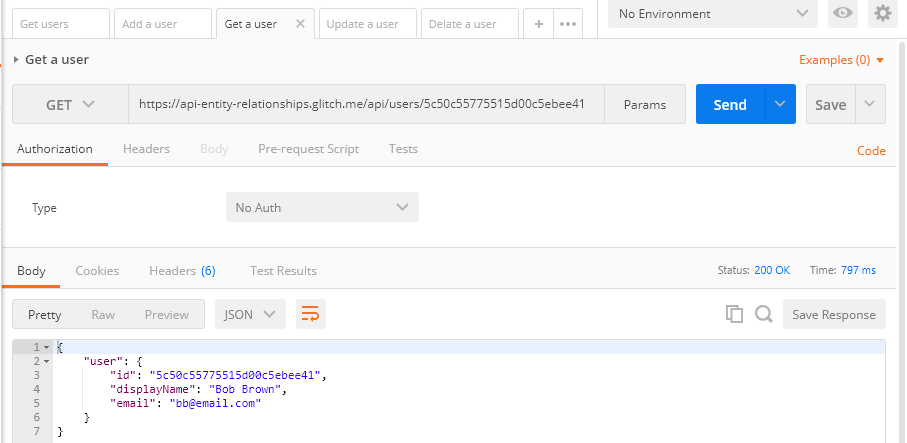 Get users Add a user Get a user Update a user Delate a user + ••• No Environment
Get a user Examples (0)
GET https://api-entity-relationships.glitch.me/api/users/5c50c55775515d00c5ebee41 Params Send Save
Authorization Headers Body Pre-request Script Tests Code
Type No Auth
Body Cookies Headers (6) Test Results Status: 200 OK Time: 797 ms
Pretty Raw Preview JSON Save Response
1 {
2 "user": {
3 "id": "5c50c55775515d00c5ebee41",
4 "displayName": "Bob Brown",
5 "email": "bb@email.com"
6 }
7 }